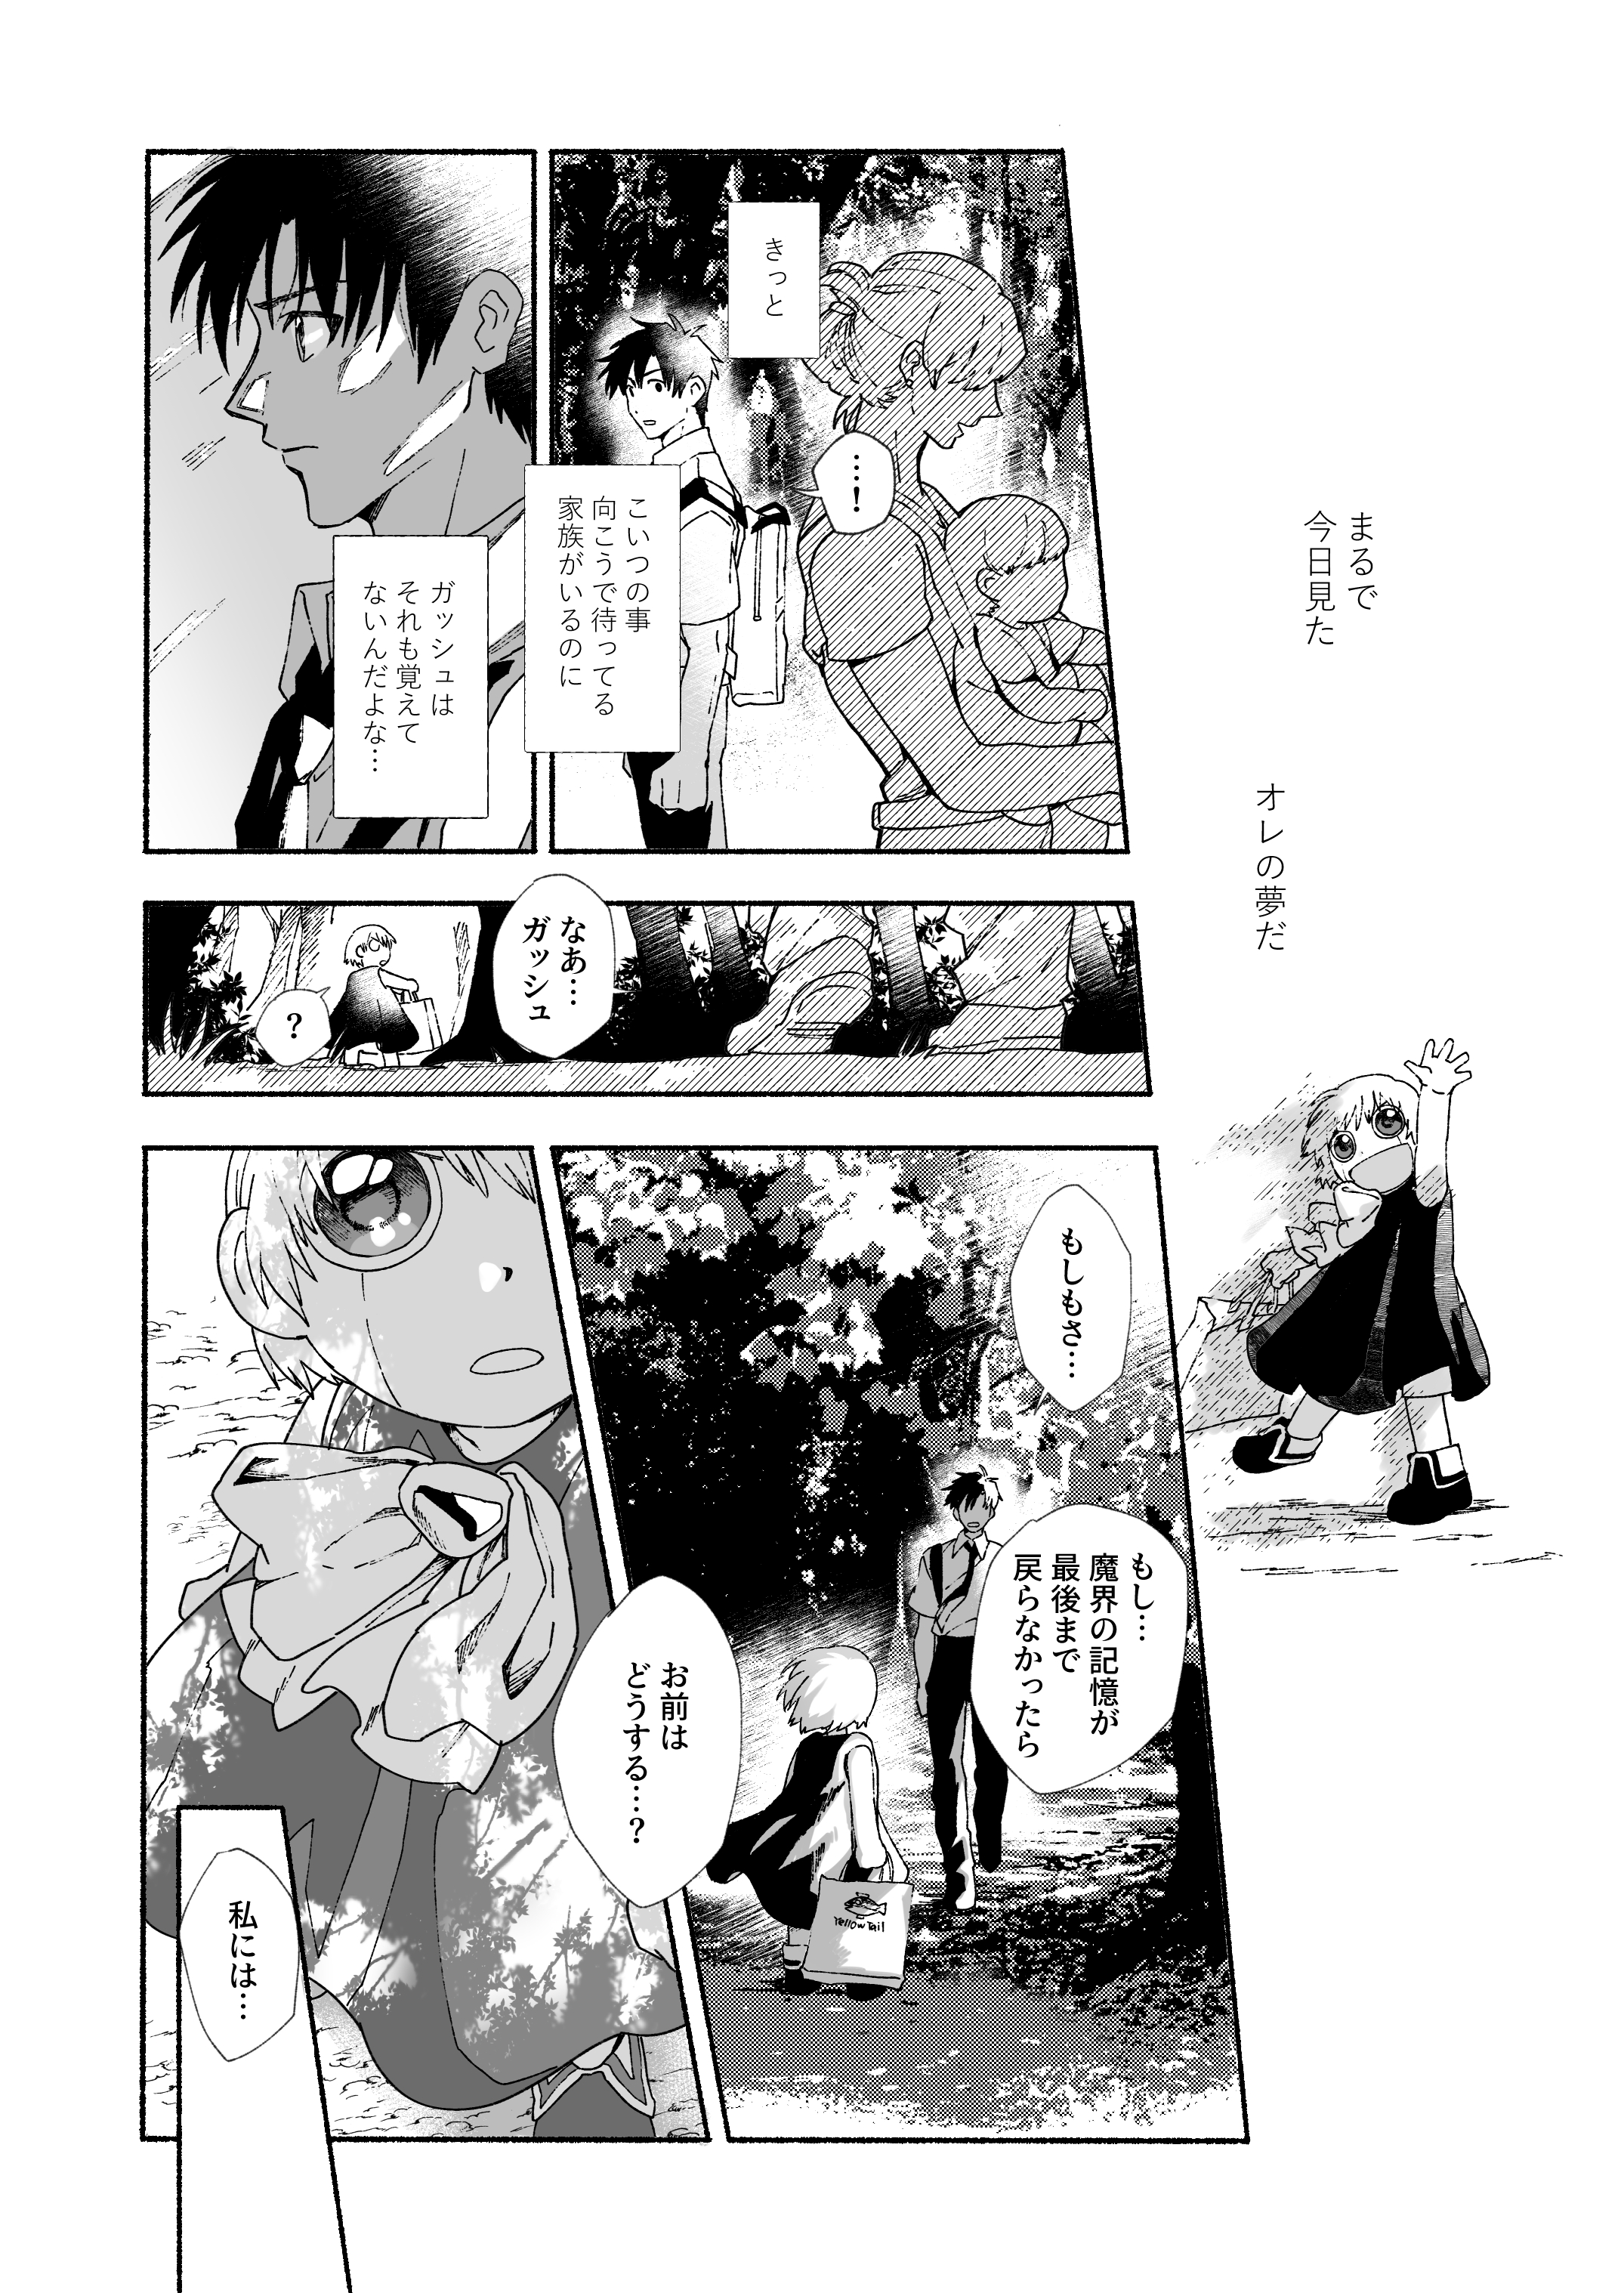 まるで
今日見た
オレの夢だ
きっと
…!
こいつの事
向こうで待ってる
家族がいるのに
ガッシュは
それも覚えて
ないんだよな…
なあ…
ガッシュ
?
もしもさ…
もし…
魔界の記憶が
最後まで
戻らなかったら
YellowTail
お前は
どうする…?
私には…